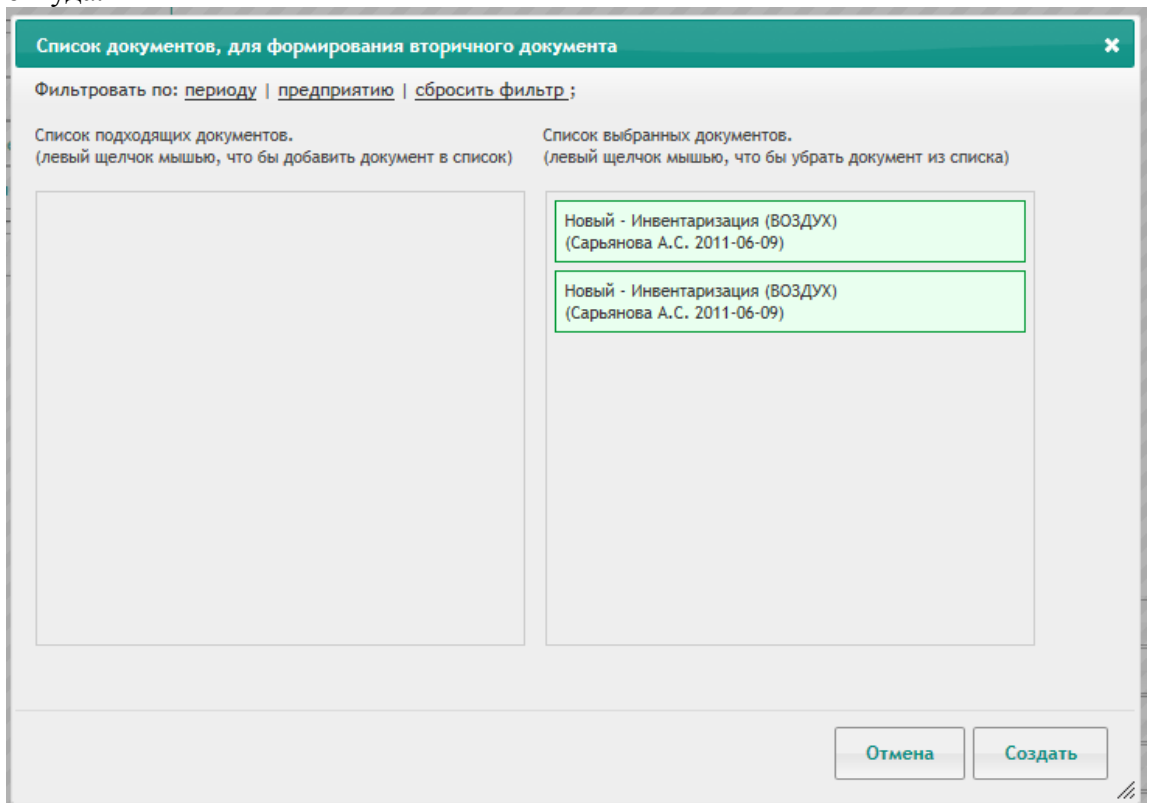 Список документов, для формирования вторичного документа
Фильтровать по: периоду | предприятию | сбросить фильтр ;
Список подходящих документов.
(левый щелчок мышью, что бы добавить документ в список)
Список выбранных документов.
(левый щелчок мышью, что бы убрать документ из списка)
Новый - Инвентаризация (ВОЗДУХ)
(Сарьянова А.С. 2011-06-09)
Новый - Инвентаризация (ВОЗДУХ)
(Сарьянова А.С. 2011-06-09)
Отмена
Создать